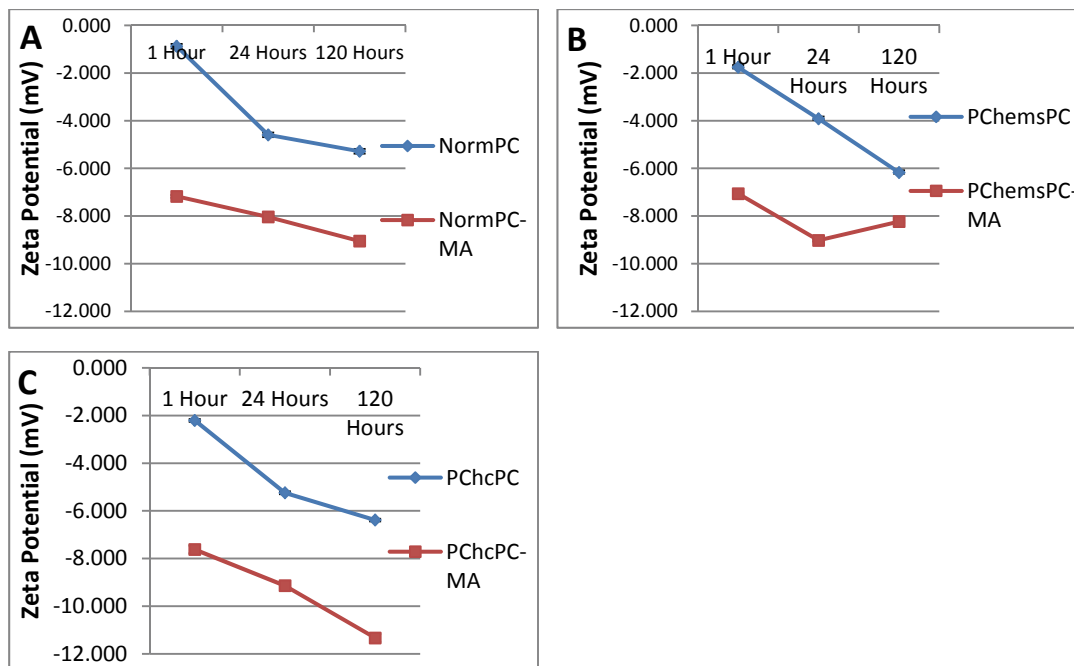 A
Zeta Potential (mV)
0.000
-2.000
-4.000
-6.000
-8.000
-10.000
-12.000
1 Hour
24 Hours
120 Hours
NormPC
NormPC-
MA
B
Zeta Potential (mV)
0.000
-2.000
-4.000
-6.000
-8.000
-10.000
-12.000
1 Hour
24
Hours
120
Hours
PChemsPC
PChemsPC-
MA
C
Zeta Potential (mV)
0.000
-2.000
-4.000
-6.000
-8.000
-10.000
-12.000
1 Hour
24 Hours
120
Hours
PChcPC
PChcPC-
MA